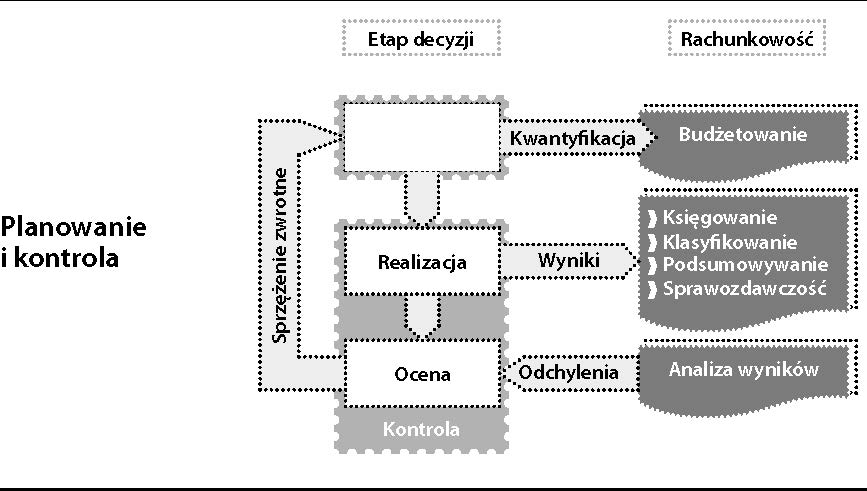 Etap decyzji
Rachunkowość
Kwantyfikacja
Budżetowanie
Planowanie
i kontrola
Sprzężenie zwrotne
Realizacja
Wyniki
Księgowanie
Klasyfikowanie
Podsumowywanie
Sprawozdawczość
Ocena
Odchylenia
Analiza wyników
Kontrola